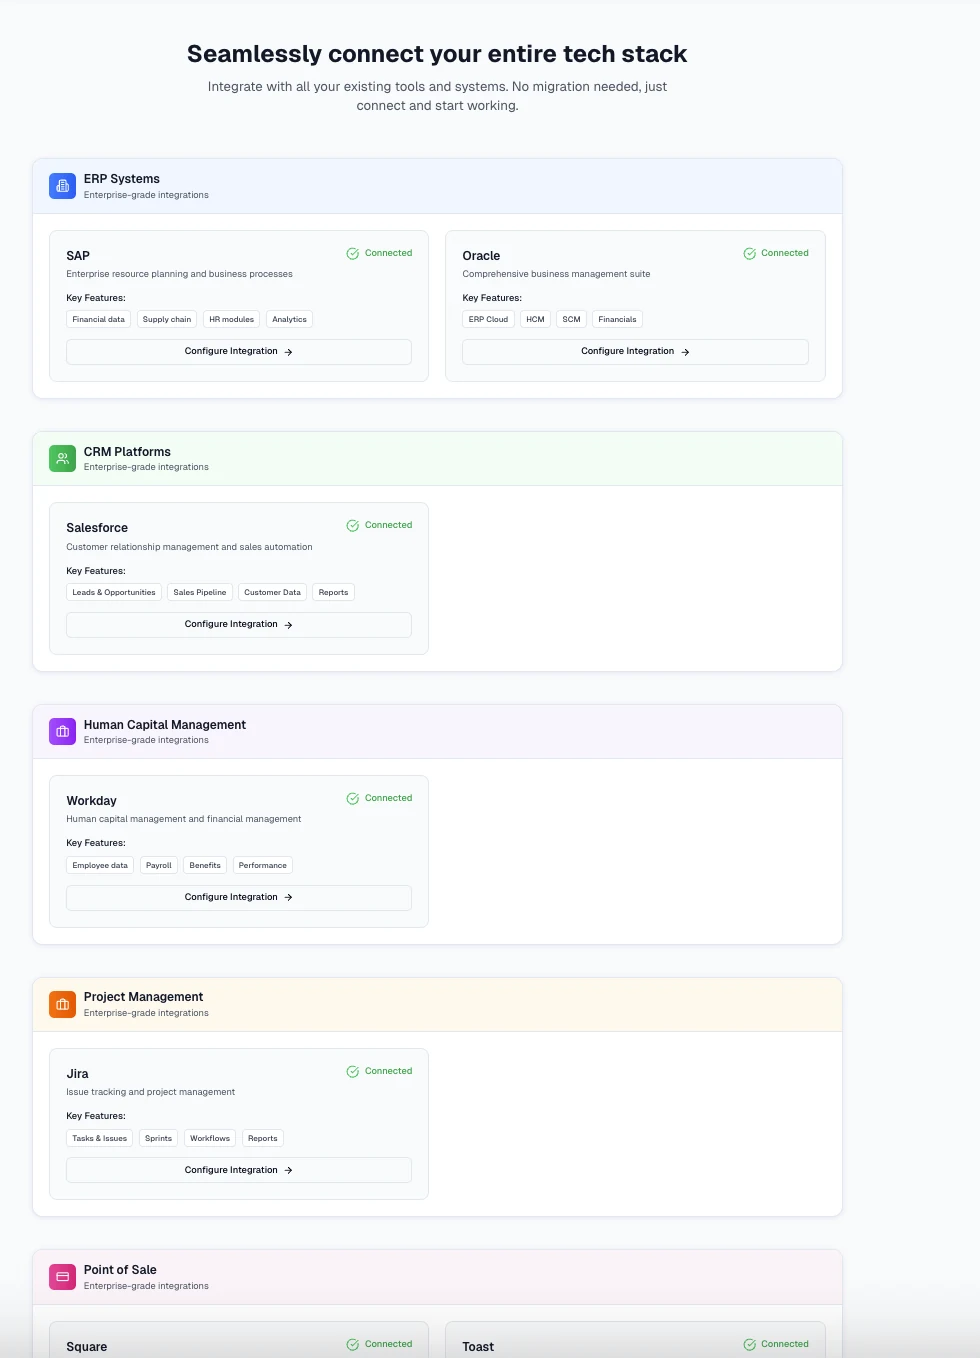 Seamlessly connect your entire tech stack
Integrate with all your existing tools and systems. No migration needed, just
connect and start working.
ERP Systems
Enterprise-grade integrations
SAP
Connected
Enterprise resource planning and business processes
Key Features:
Financial data
Supply chain
HR modules
Analytics
Configure Integration →
Oracle
Connected
Comprehensive business management suite
Key Features:
ERP Cloud
HCM
SCM
Financials
Configure Integration →
CRM Platforms
Enterprise-grade integrations
Salesforce
Connected
Customer relationship management and sales automation
Key Features:
Leads & Opportunities
Sales Pipeline
Customer Data
Reports
Configure Integration →
Human Capital Management
Enterprise-grade integrations
Workday
Connected
Human capital management and financial management
Key Features:
Employee data
Payroll
Benefits
Performance
Configure Integration →
Project Management
Enterprise-grade integrations
Jira
Connected
Issue tracking and project management
Key Features:
Tasks & Issues
Sprints
Workflows
Reports
Configure Integration →
Point of Sale
Enterprise-grade integrations
Square
Connected
Toast
Connected